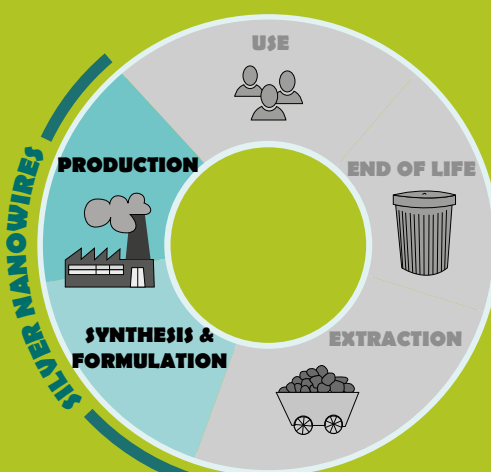 USE
PRODUCTION
END OF LIFE
SILVER NANOWIRES
SYNTHESIS &
FORMULATION
EXTRACTION